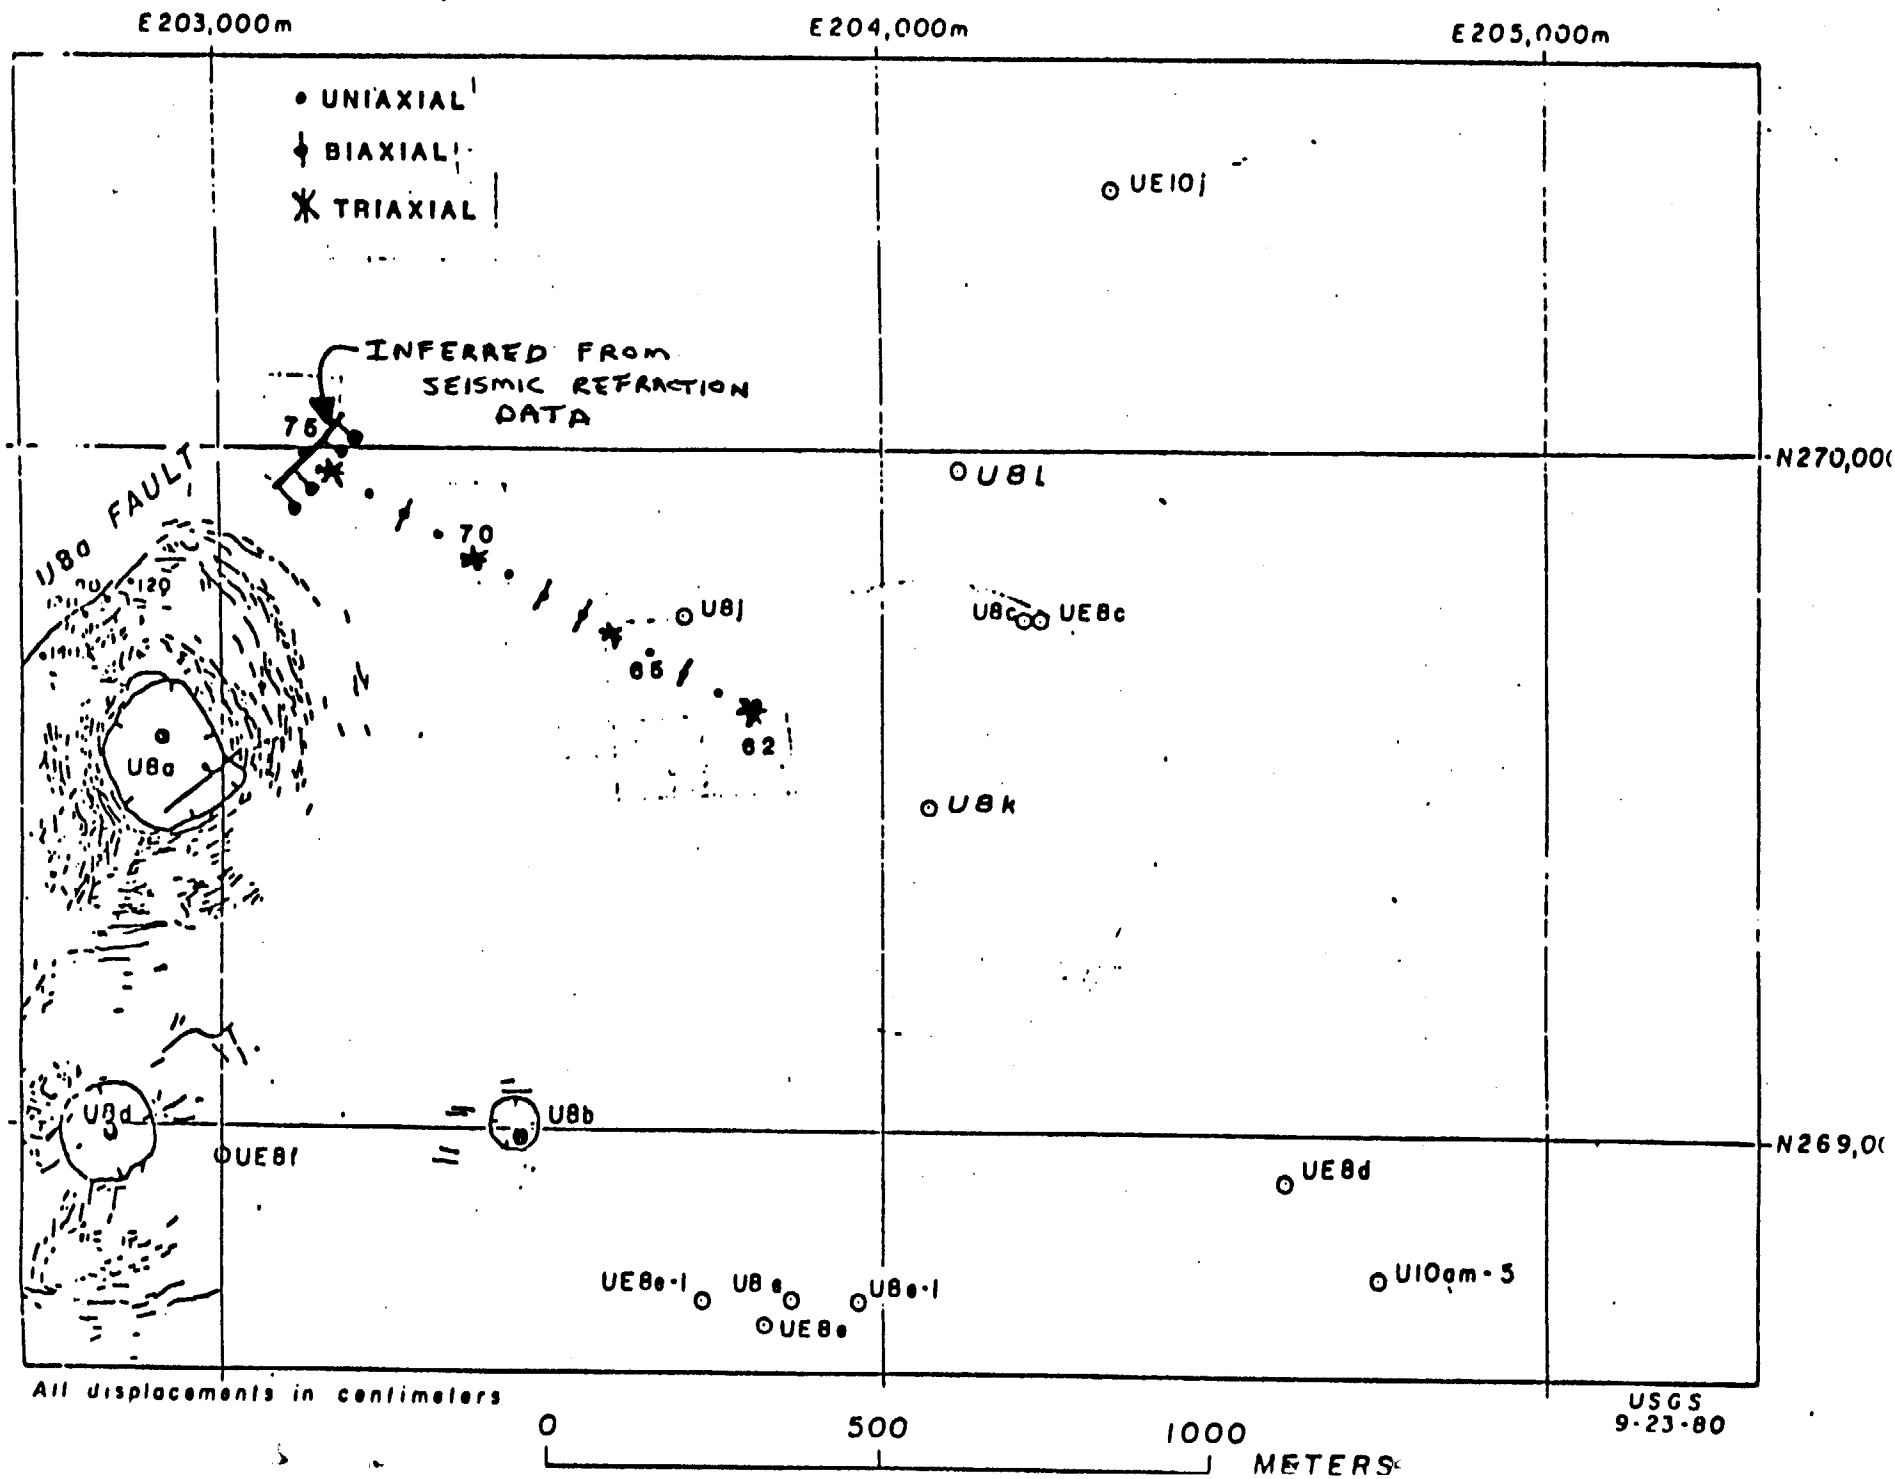 E203,000m
E204,000m
E205,000m
UNIAXIAL
BIAXIAL
TRIAXIAL
UE10j
INFERRED FROM
SEISMIC REFRACTION
DATA
75
N270,000
U8l
U8a FAULT
70
120
U8j
U8c
UE8c
65
62
U8a
U8k
U8d
U8b
UE8f
N269,00
UE8d
UE8e-1
U8e
U8e-1
UE8e
U10am-5
All displacements in centimeters
USGS
9-23-80
0
500
1000
METERS